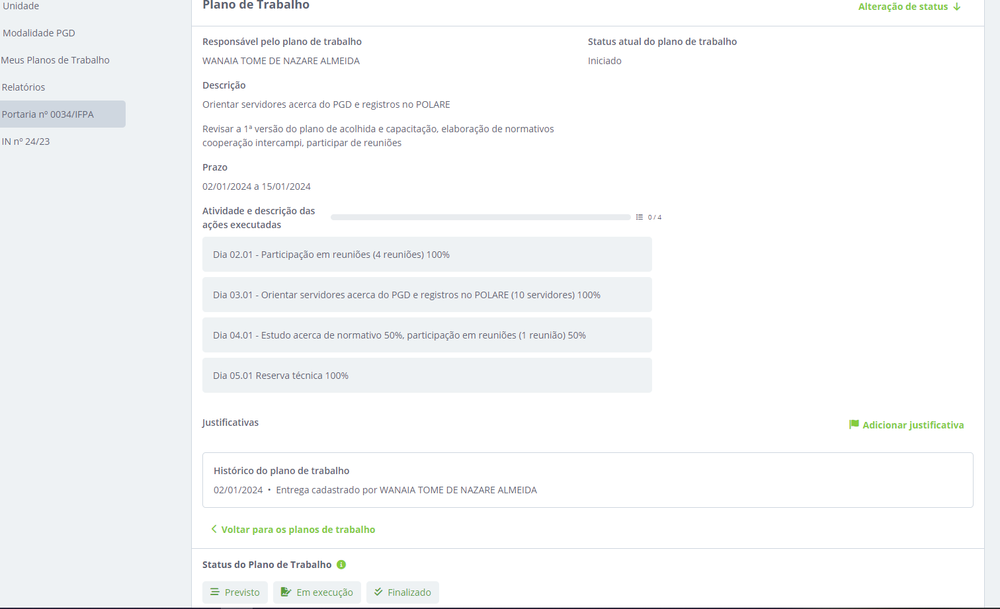 Unidade
Modalidade PGD
Meus Planos de Trabalho
Relatórios
Portaria nº 0034/IFPA
IN nº 24/23
Plano de Trabalho
Alteração de status
Responsável pelo plano de trabalho
WANAIA TOME DE NAZARE ALMEIDA
Status atual do plano de trabalho
Iniciado
Descrição
Orientar servidores acerca do PGD e registros no POLARE
Revisar a 1ª versão do plano de acolhida e capacitação, elaboração de normativos
cooperação intercampi, participar de reuniões
Prazo
02/01/2024 a 15/01/2024
Atividade e descrição das
ações executadas
0 / 4
Dia 02.01 - Participação em reuniões (4 reuniões) 100%
Dia 03.01 - Orientar servidores acerca do PGD e registros no POLARE (10 servidores) 100%
Dia 04.01 - Estudo acerca de normativo 50%, participação em reuniões (1 reunião) 50%
Dia 05.01 Reserva técnica 100%
Justificativas
Adicionar justificativa
Histórico do plano de trabalho
02/01/2024 • Entrega cadastrado por WANAIA TOME DE NAZARE ALMEIDA
Voltar para os planos de trabalho
Status do Plano de Trabalho
Previsto
Em execução
Finalizado